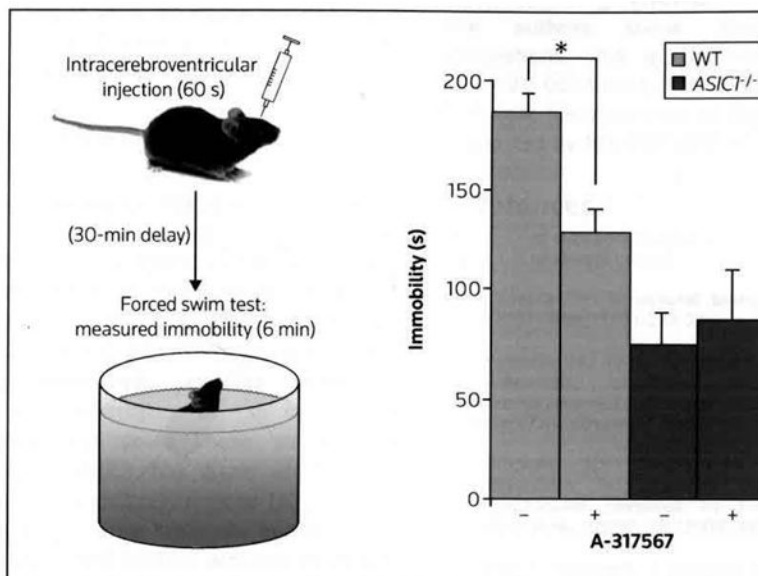 Intracerebroventricular
injection (60 s)
(30-min delay)
Forced swim test:
measured immobility (6 min)
*
WT
ASIC1-/-
200
150
100
50
0
Immobility (s)
− + − +
A-317567